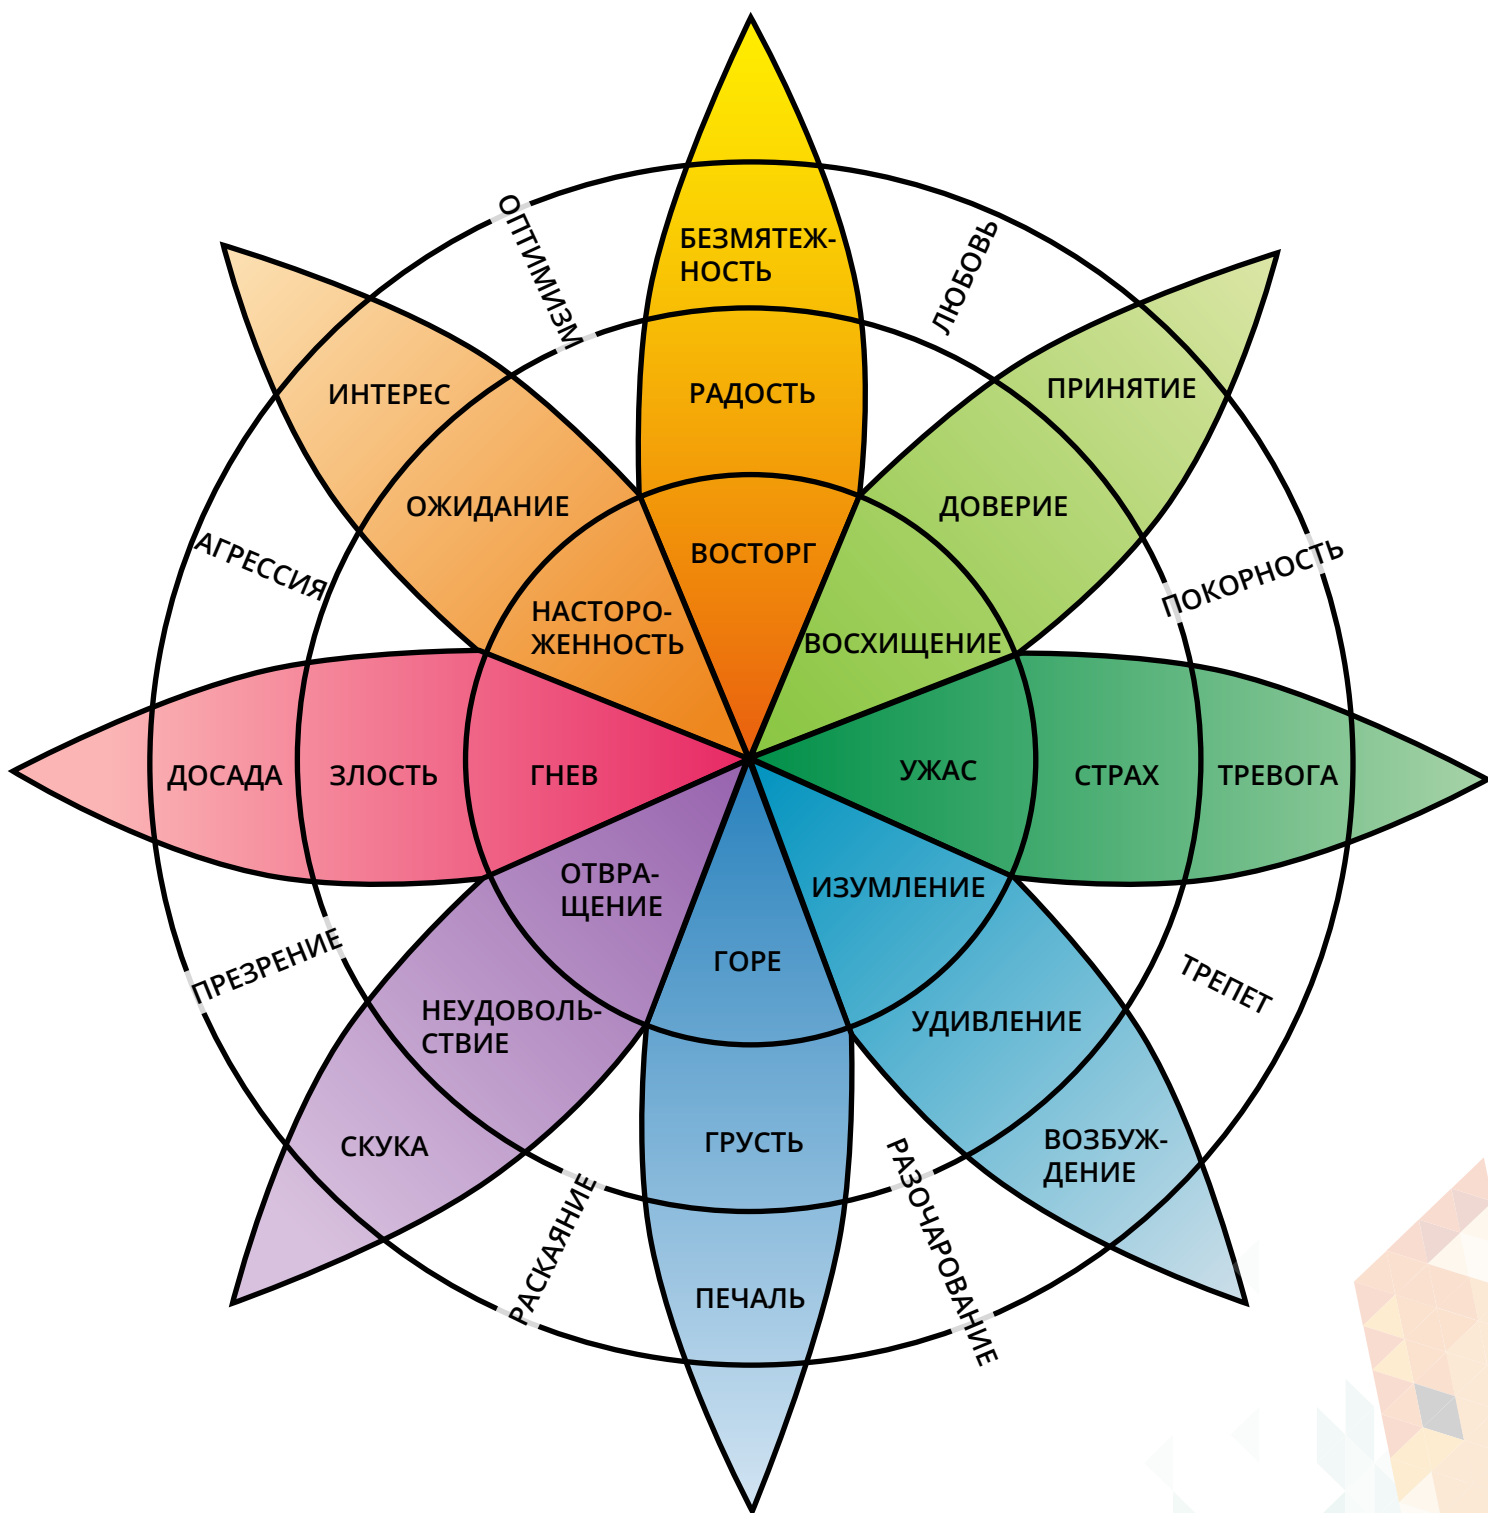 ОПТИМИЗМ
БЕЗМЯТЕЖ-
НОСТЬ
ЛЮБОВЬ
ИНТЕРЕС
РАДОСТЬ
ПРИНЯТИЕ
ОЖИДАНИЕ
ДОВЕРИЕ
АГРЕССИЯ
ВОСТОРГ
ПОКОРНОСТЬ
НАСТОРО-
ЖЕННОСТЬ
ВОСХИЩЕНИЕ
ДОСАДА
ЗЛОСТЬ
ГНЕВ
УЖАС
СТРАХ
ТРЕВОГА
ОТВРА-
ЩЕНИЕ
ИЗУМЛЕНИЕ
ПРЕЗРЕНИЕ
ГОРЕ
ТРЕПЕТ
НЕУДОВОЛЬ-
СТВИЕ
УДИВЛЕНИЕ
СКУКА
ГРУСТЬ
ВОЗБУЖ-
ДЕНИЕ
РАСКАЯНИЕ
РАЗОЧАРОВАНИЕ
ПЕЧАЛЬ